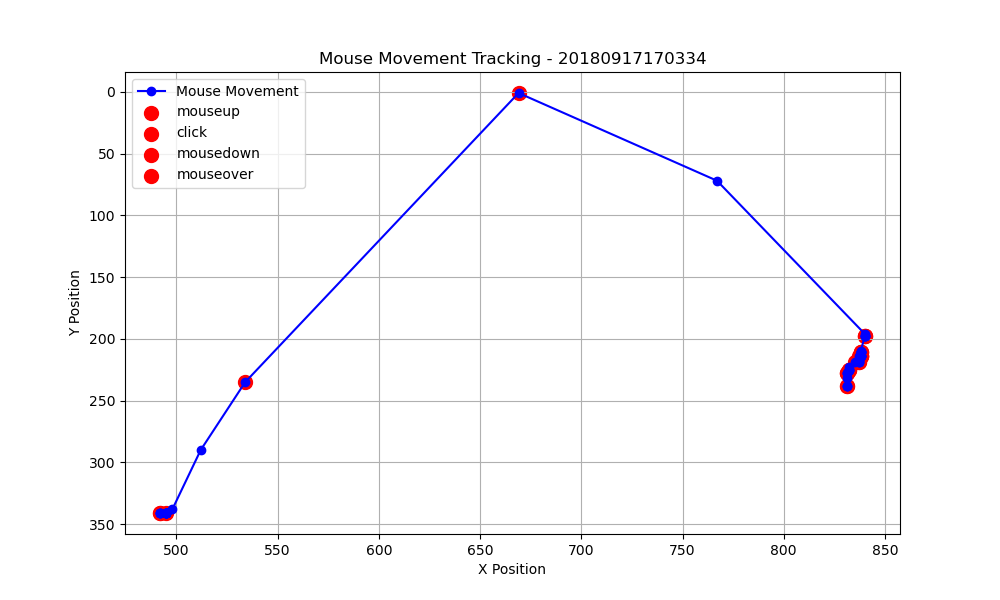 Mouse Movement Tracking - 20180917170334
Mouse Movement
mouseup
click
mousedown
mouseover
Y Position
0
50
100
150
200
250
300
350
500
550
600
650
700
750
800
850
X Position